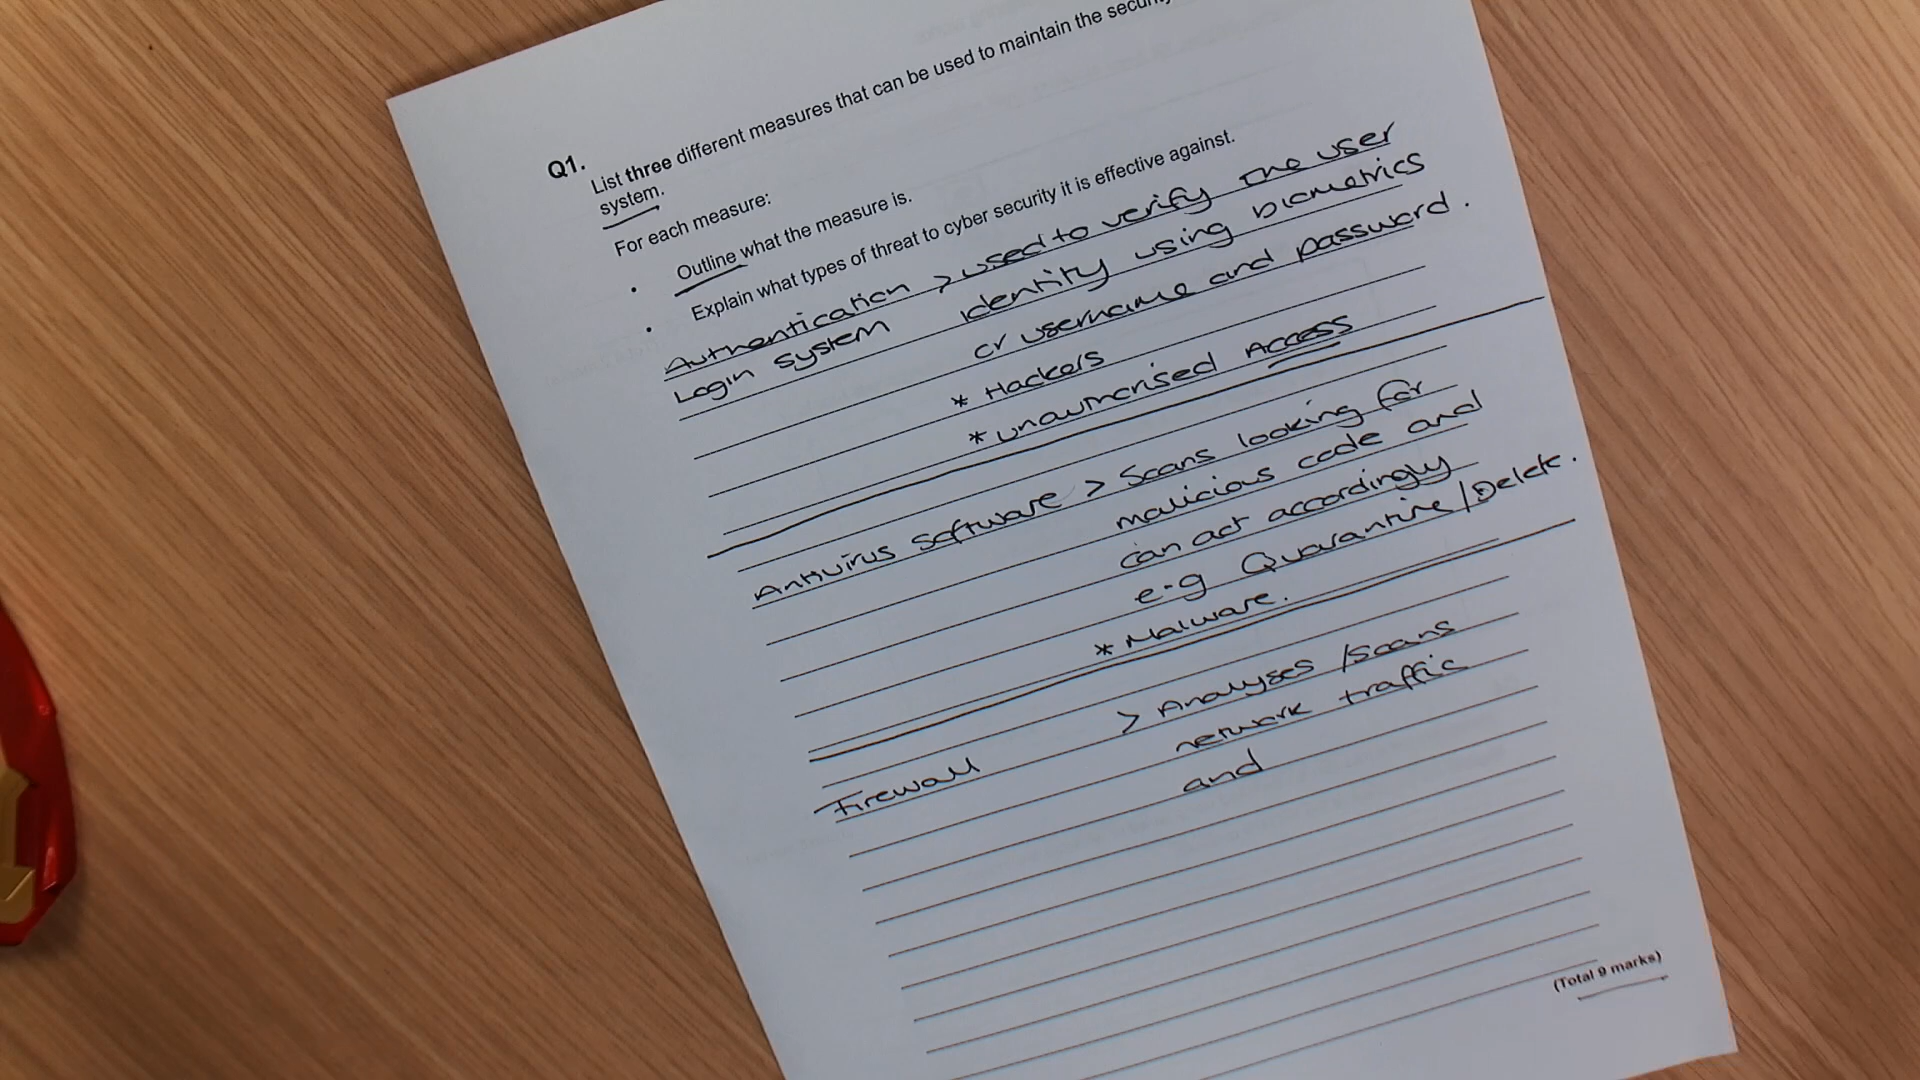 Q1.
List three different measures that can be used to maintain the security
system.
For each measure:
• Outline what the measure is.
• Explain what types of threat to cyber security it is effective against.
Authentication > used to verify the user
Login system identity using biometrics
or username and password.
* Hackers
* unauthorised Access
Antivirus Software > Scans looking for
malicious code and
can act accordingly
e-g Quarantine/Delete.
* Malware.
Firewall > Analyses/scans
network traffic
and
(Total 9 marks)